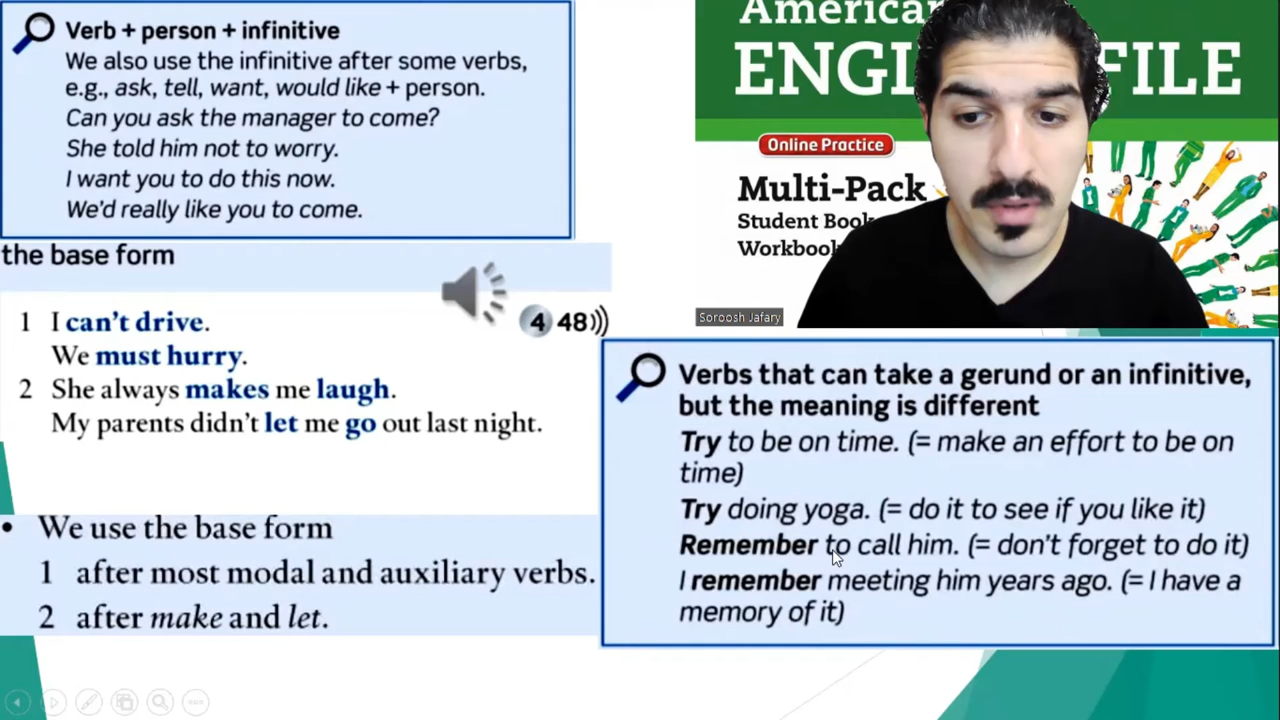 Verb + person + infinitive
We also use the infinitive after some verbs,
e.g., ask, tell, want, would like + person.
Can you ask the manager to come?
She told him not to worry.
I want you to do this now.
We'd really like you to come.
the base form
4 48
1 I can't drive.
We must hurry.
2 She always makes me laugh.
My parents didn't let me go out last night.
• We use the base form
1 after most modal and auxiliary verbs.
2 after make and let.
America
ENGL FILE
Online Practice
Multi-Pack
Student Book
Workbook
Soroosh Jafary
Verbs that can take a gerund or an infinitive,
but the meaning is different
Try to be on time. (= make an effort to be on
time)
Try doing yoga. (= do it to see if you like it)
Remember to call him. (= don't forget to do it)
I remember meeting him years ago. (= I have a
memory of it)